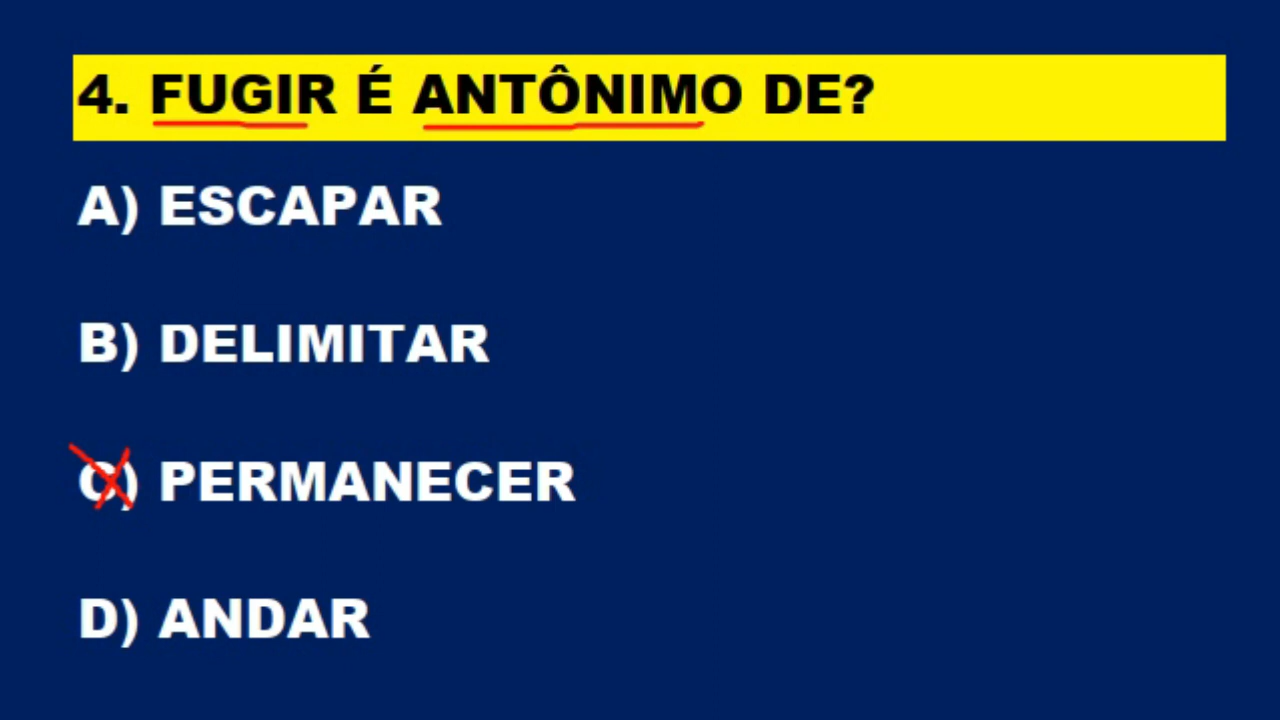 4. FUGIR É ANTÔNIMO DE?
A) ESCAPAR
B) DELIMITAR
C) PERMANECER
D) ANDAR